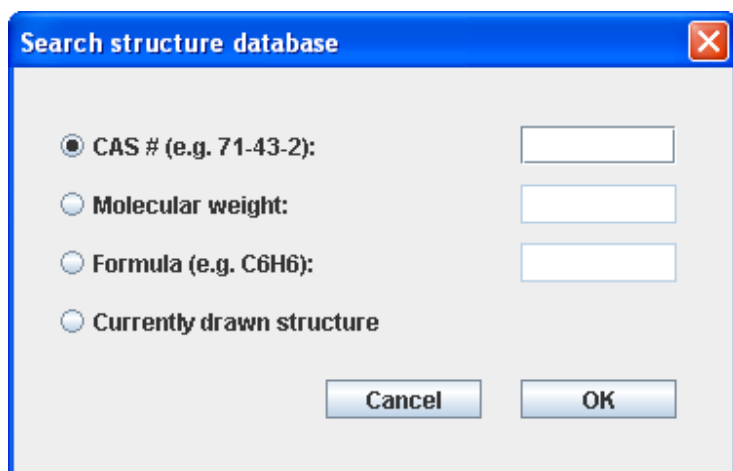 Search structure database
CAS # (e.g. 71-43-2):
Molecular weight:
Formula (e.g. C6H6):
Currently drawn structure
Cancel OK